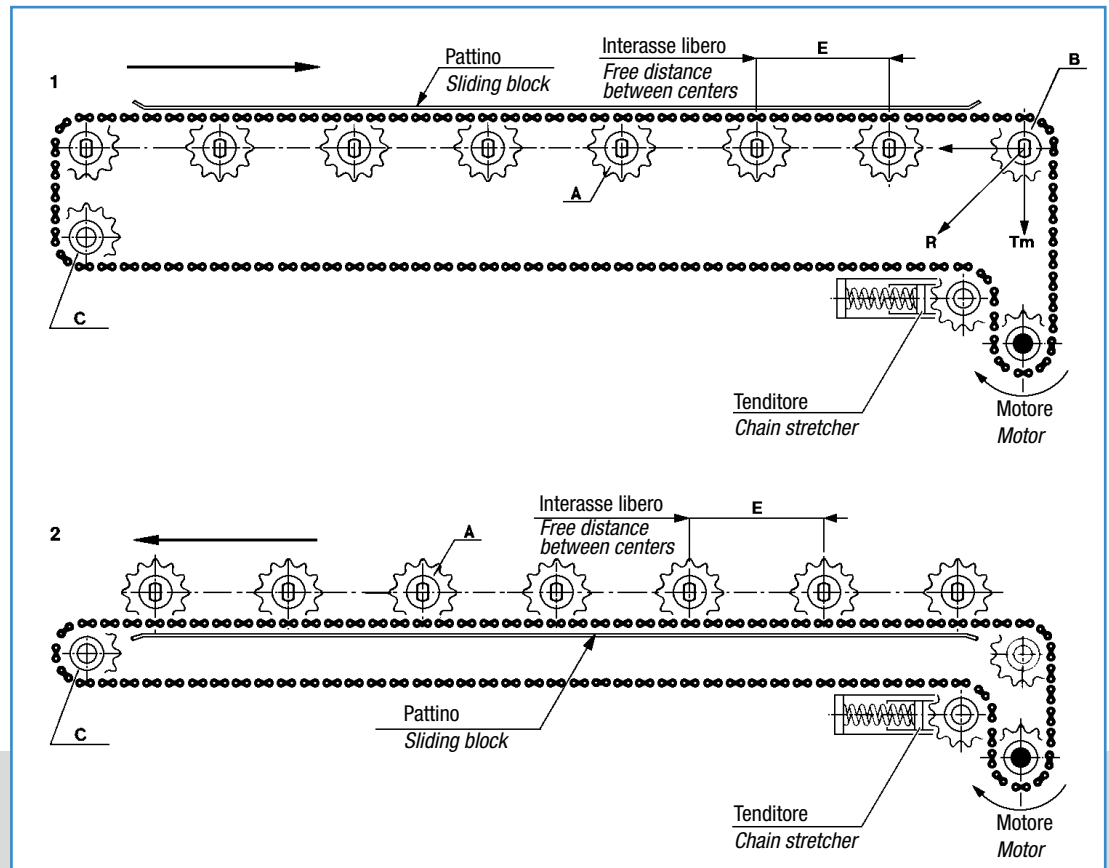 1
Pattino
Sliding block
Interasse libero
Free distance
between centers
E
B
A
R
Tm
C
Tenditore
Chain stretcher
Motore
Motor
2
Interasse libero
Free distance
between centers
E
A
C
Pattino
Sliding block
Tenditore
Chain stretcher
Motore
Motor